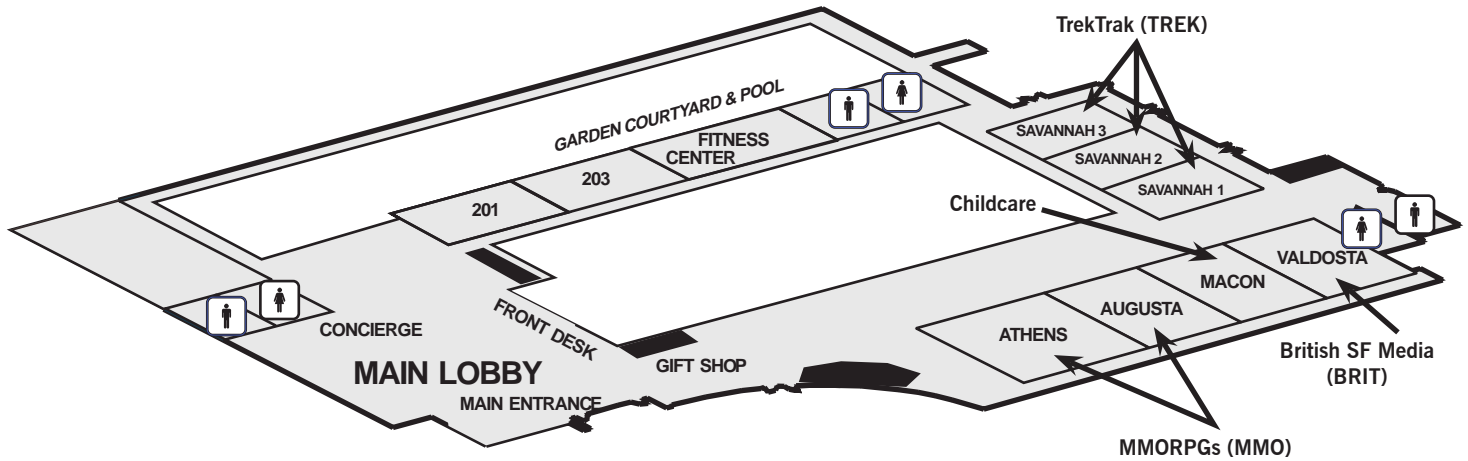 TrekTrak (TREK)
GARDEN COURTYARD & POOL
SAVANNAH 3
FITNESS
CENTER
SAVANNAH 2
203
SAVANNAH 1
201
Childcare
VALDOSTA
MACON
AUGUSTA
FRONT DESK
CONCIERGE
ATHENS
British SF Media
(BRIT)
GIFT SHOP
MAIN LOBBY
MAIN ENTRANCE
MMORPGs (MMO)